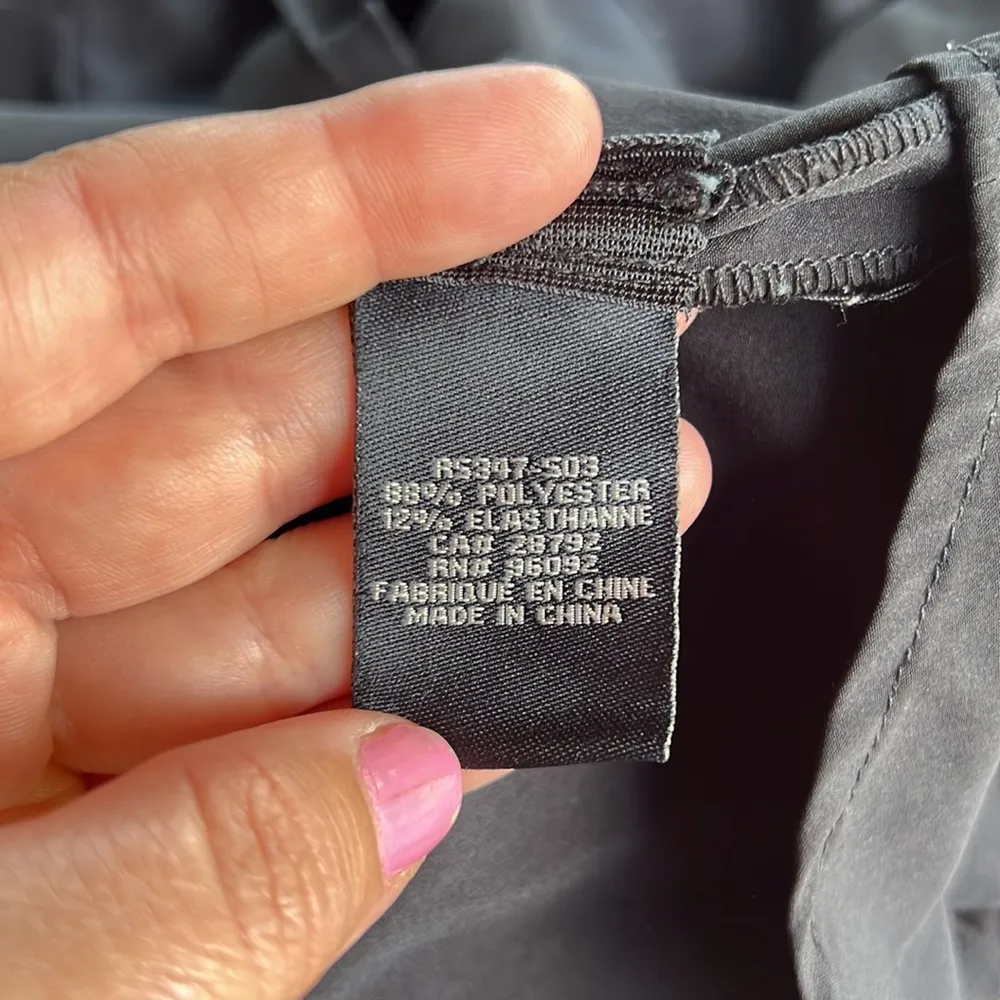 RS347-S03
88% POLYESTER
12% ELASTHANNE
CA# 28792
RN# 96092
FABRIQUE EN CHINE
MADE IN CHINA